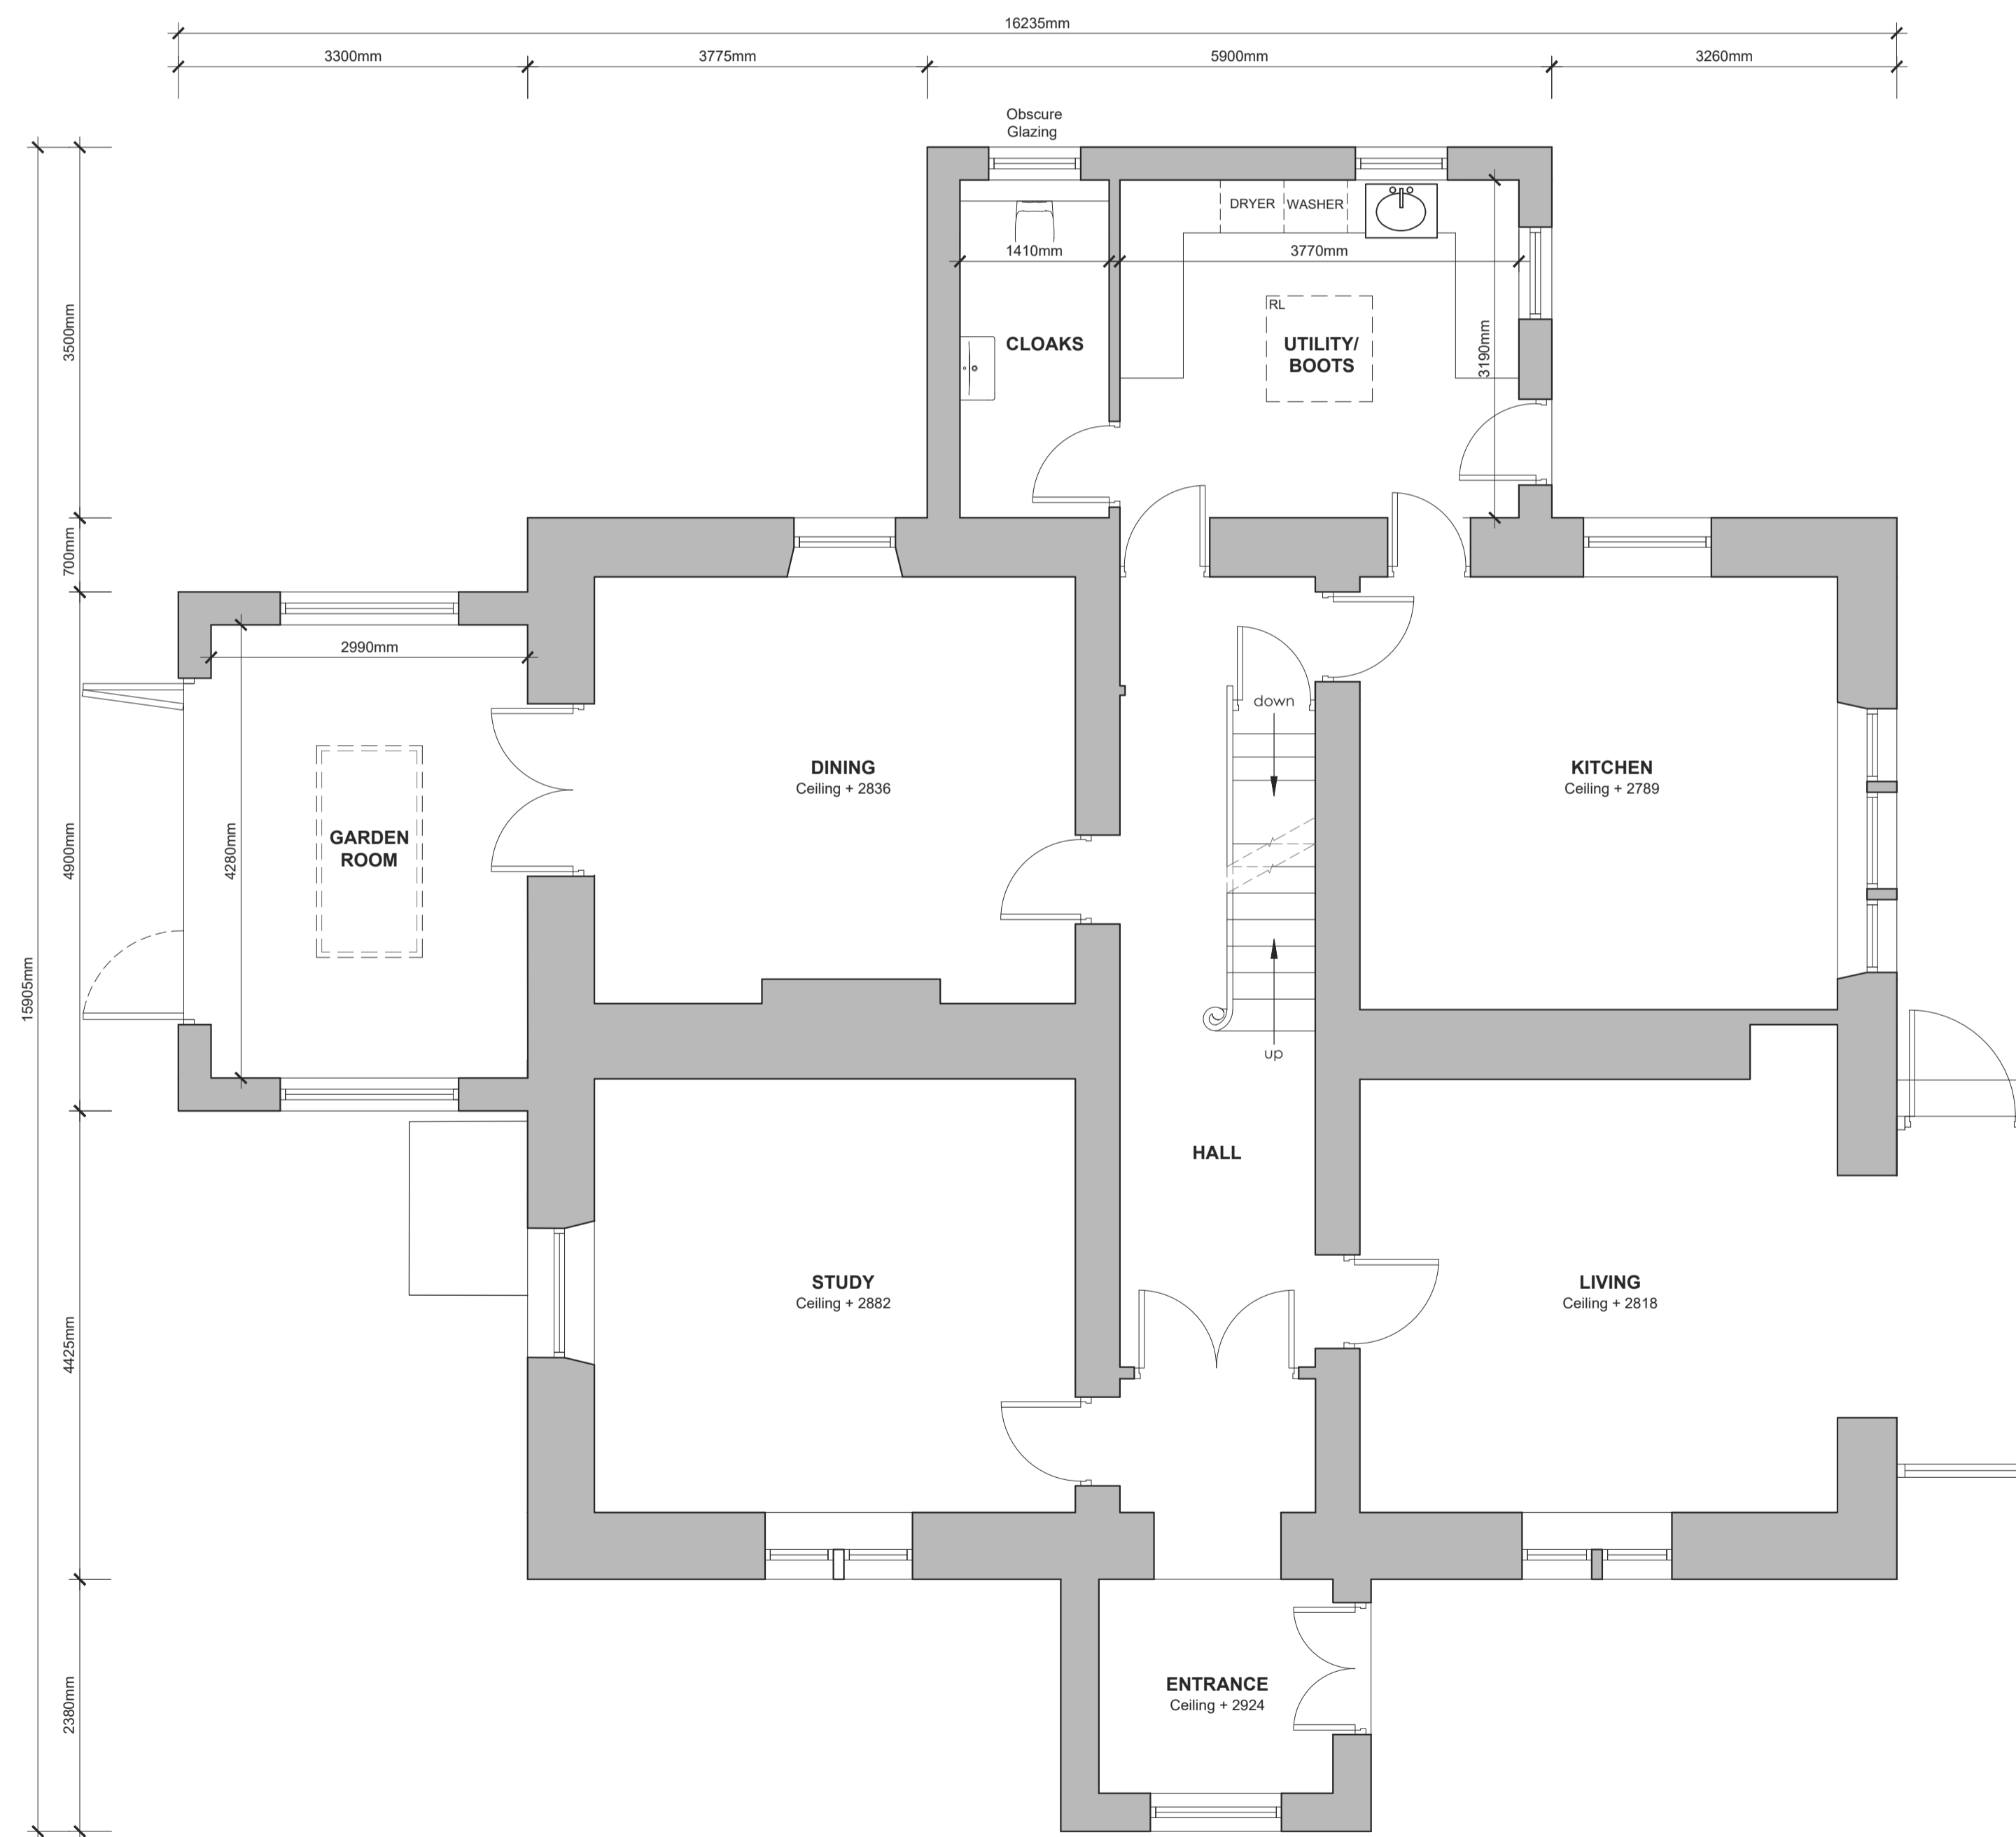 16235mm
3300mm
3775mm
5900mm
3260mm
Obscure
Glazing
DRYER
WASHER
1410mm
3770mm
RL
CLOAKS
UTILITY/
BOOTS
3190mm
3500mm
700mm
2990mm
down
DINING
Ceiling + 2836
KITCHEN
Ceiling + 2789
GARDEN
ROOM
4280mm
4900mm
15905mm
up
HALL
STUDY
Ceiling + 2882
LIVING
Ceiling + 2818
4425mm
ENTRANCE
Ceiling + 2924
2380mm